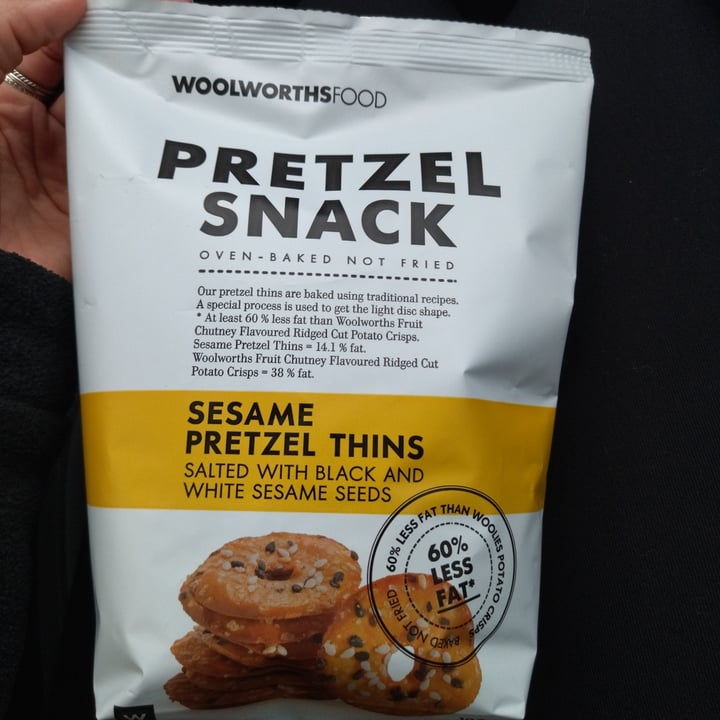 WOOLWORTHSFOOD
PRETZEL
SNACK
OVEN-BAKED NOT FRIED
Our pretzel thins are baked using traditional recipes.
A special process is used to get the light disc shape.
* At least 60 % less fat than Woolworths Fruit
Chutney Flavoured Ridged Cut Potato Crisps.
Sesame Pretzel Thins = 14.1 % fat.
Woolworths Fruit Chutney Flavoured Ridged Cut
Potato Crisps = 38 % fat.
SESAME
PRETZEL THINS
SALTED WITH BLACK AND
WHITE SESAME SEEDS
60% LESS FAT THAN WOOLIES POTATO CRISPS
60%
LESS
FAT*
BAKED NOT FRIED
W